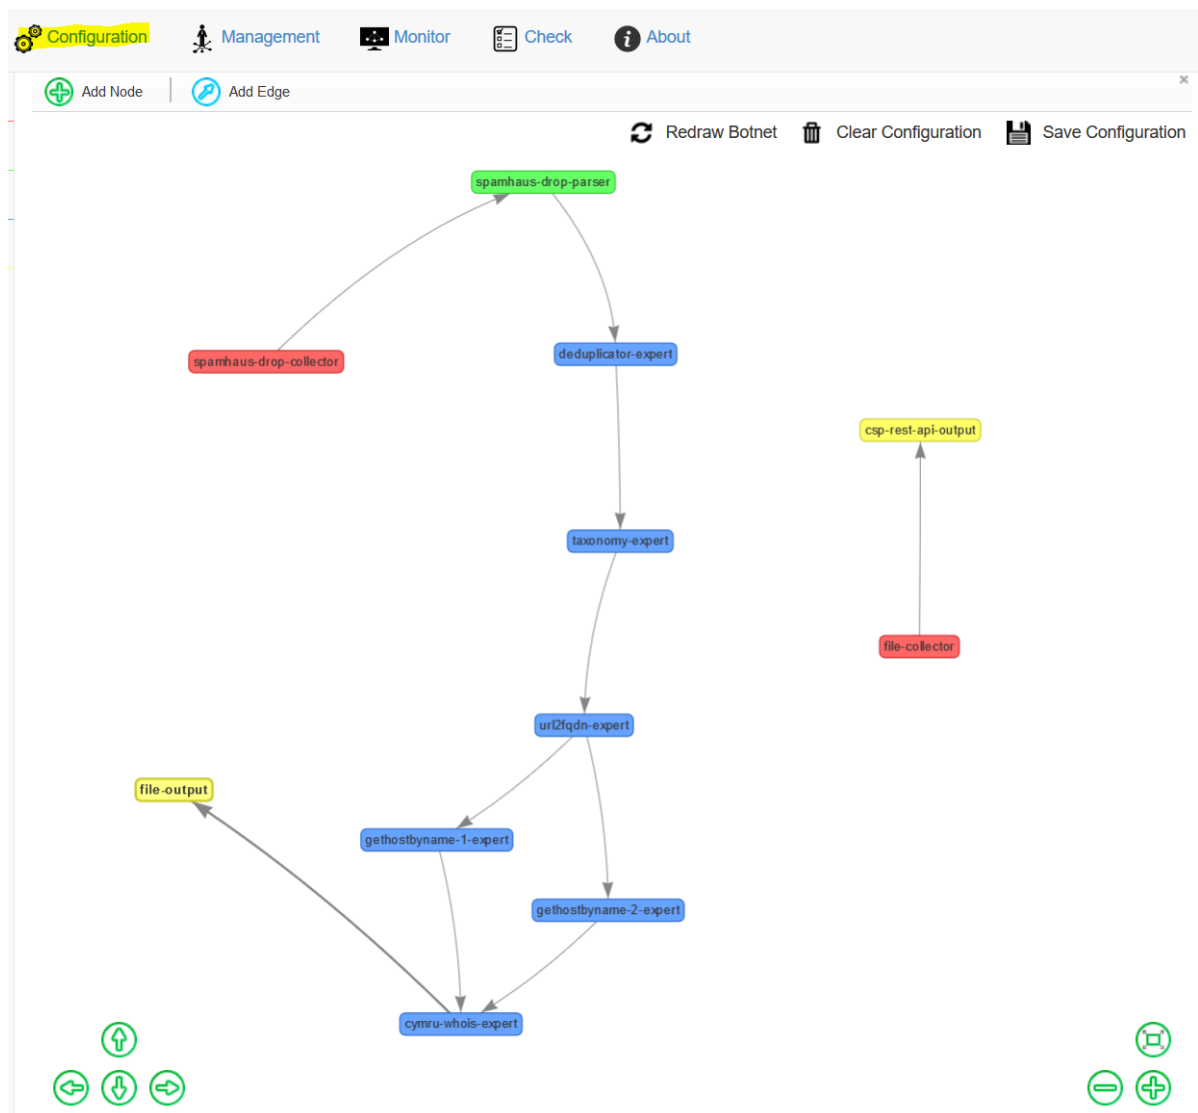 Configuration
Management
Monitor
Check
About
Add Node
Add Edge
Redraw Botnet
Clear Configuration
Save Configuration
spamhaus-drop-parser
deduplicator-expert
spamhaus-drop-collector
csp-rest-api-output
taxonomy-expert
file-collector
url2fqdn-expert
file-output
gethostbyname-1-expert
gethostbyname-2-expert
cymru-whois-expert